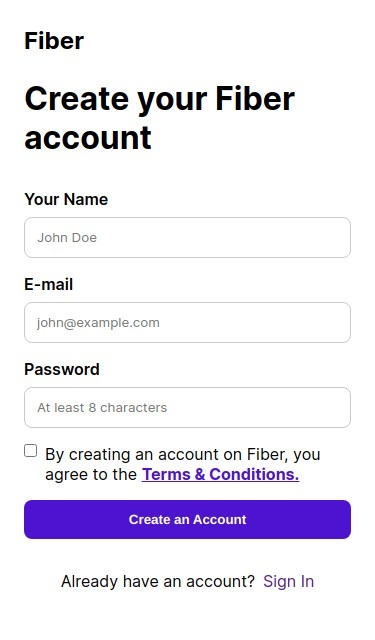 Fiber
Create your Fiber
account
Your Name
John Doe
E-mail
john@example.com
Password
At least 8 characters
By creating an account on Fiber, you
agree to the Terms & Conditions.
Create an Account
Already have an account? Sign In